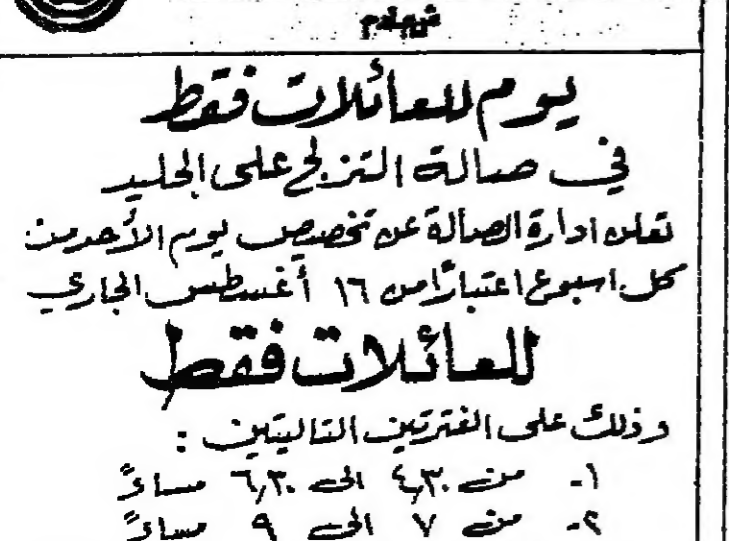 يوم للعائلات فقط
في صالة التزلج على الجليد
تعلن ادارة الصالة عن تخصيص يوم الأحد من
كل اسبوع اعتبارًا من ١٦ أغسطس الجاري
للعائلات فقط
وذلك على الفترتين التاليتين :
١- من ٤,٣٠ الى ٦,٣٠ مساءً
٢- من ٧ الى ٩ مساءً